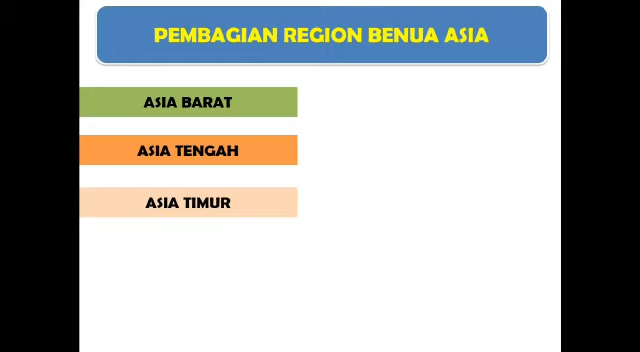 PEMBAGIAN REGION BENUA ASIA
ASIA BARAT
ASIA TENGAH
ASIA TIMUR